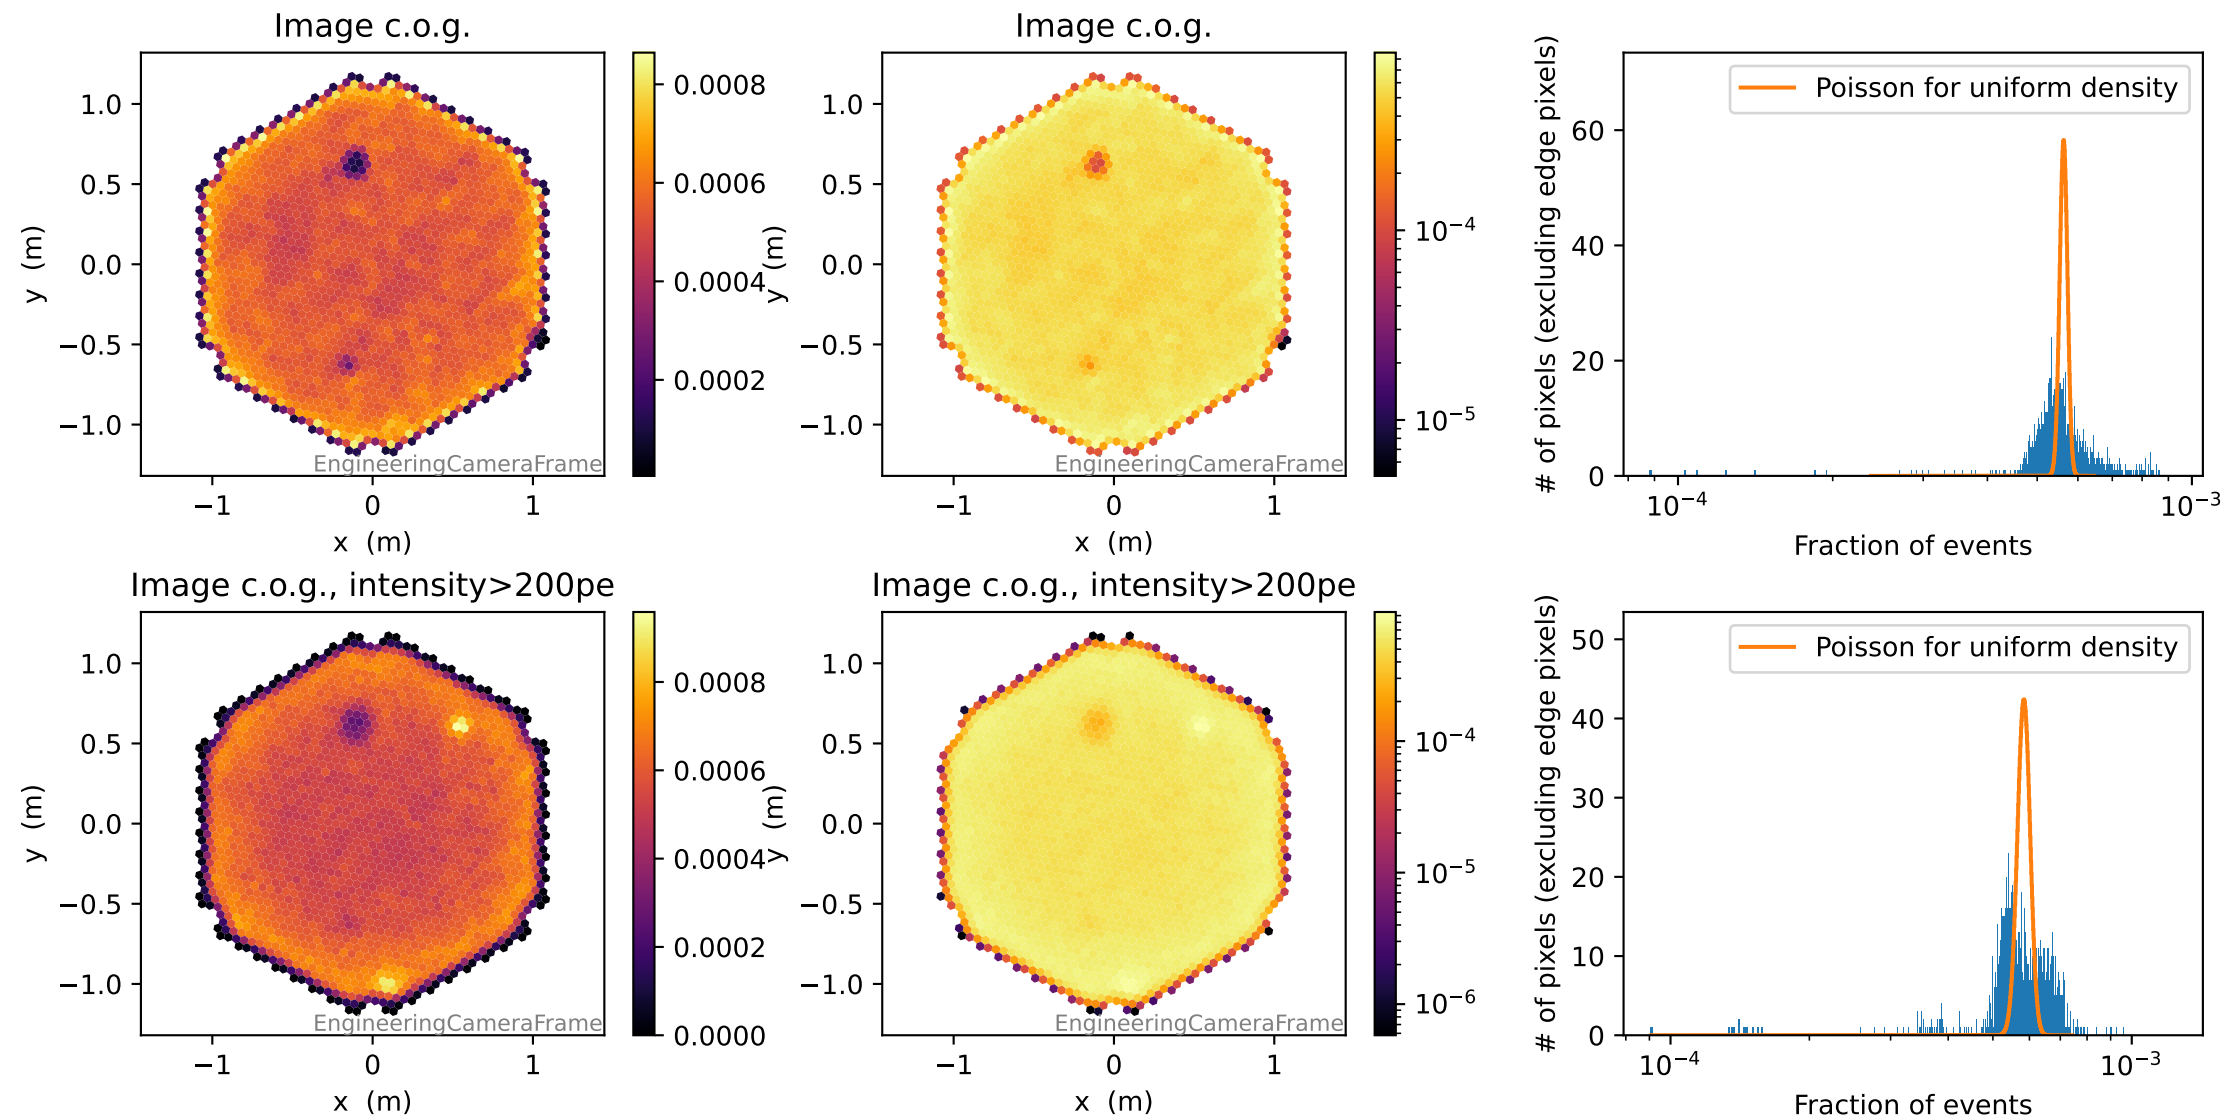 Image c.o.g.
1.0
0.5
0.0
−0.5
−1.0
y (m)
−1
0
1
x (m)
EngineeringCameraFrame
0.0008
0.0006
0.0004
0.0002
Image c.o.g.
1.0
0.5
0.0
−0.5
−1.0
y (m)
−1
0
1
x (m)
EngineeringCameraFrame
10⁻⁴
10⁻⁵
# of pixels (excluding edge pixels)
60
40
20
0
Poisson for uniform density
10⁻⁴
10⁻³
Fraction of events
Image c.o.g., intensity>200pe
1.0
0.5
0.0
−0.5
−1.0
y (m)
−1
0
1
x (m)
EngineeringCameraFrame
0.0008
0.0006
0.0004
0.0002
0.0000
Image c.o.g., intensity>200pe
1.0
0.5
0.0
−0.5
−1.0
y (m)
−1
0
1
x (m)
EngineeringCameraFrame
10⁻⁴
10⁻⁵
10⁻⁶
# of pixels (excluding edge pixels)
50
40
30
20
10
0
Poisson for uniform density
10⁻⁴
10⁻³
Fraction of events